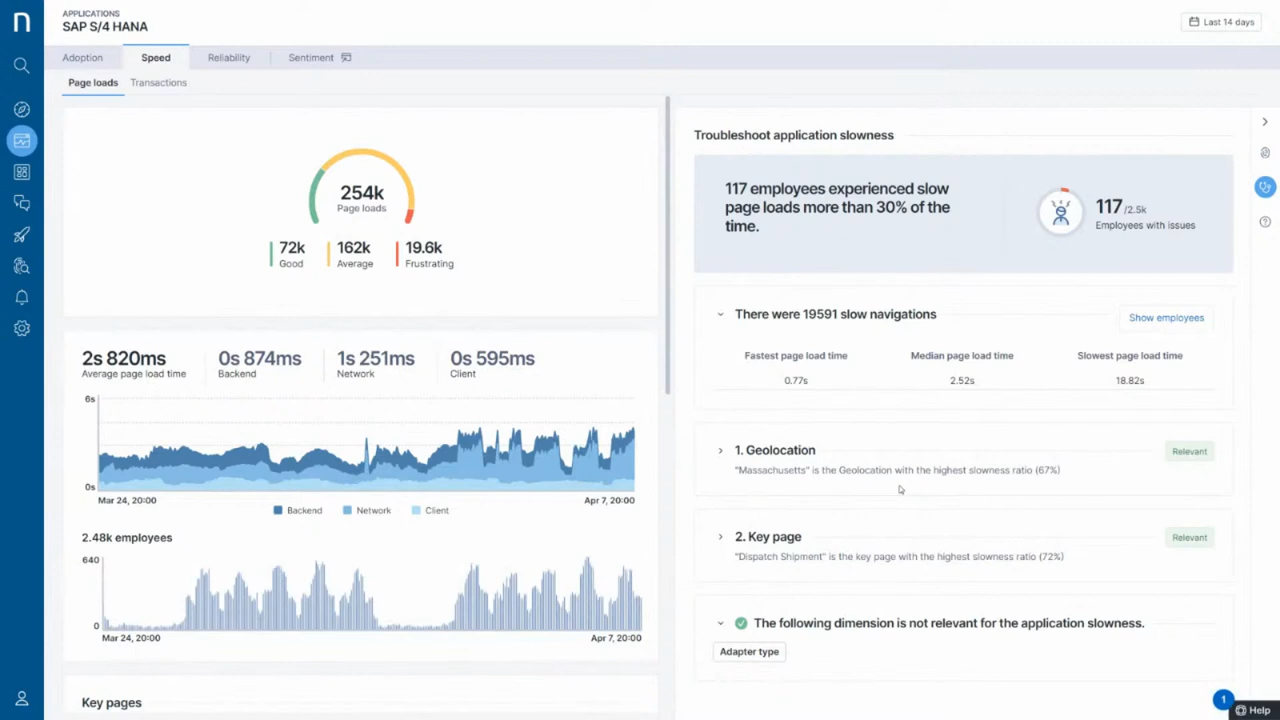 n
APPLICATIONS
SAP S/4 HANA
Last 14 days
Adoption
Speed
Reliability
Sentiment
Page loads
Transactions
254k
Page loads
72k
Good
162k
Average
19.6k
Frustrating
2s 820ms
Average page load time
0s 874ms
Backend
1s 251ms
Network
0s 595ms
Client
6s
0s
Mar 24, 20:00
Apr 7, 20:00
Backend
Network
Client
2.48k employees
640
0
Mar 24, 20:00
Apr 7, 20:00
Key pages
Troubleshoot application slowness
117 employees experienced slow
page loads more than 30% of the
time.
117 /2.5k
Employees with issues
There were 19591 slow navigations
Show employees
Fastest page load time
Median page load time
Slowest page load time
0.77s
2.52s
18.82s
1. Geolocation
Relevant
"Massachusetts" is the Geolocation with the highest slowness ratio (67%)
2. Key page
Relevant
"Dispatch Shipment" is the key page with the highest slowness ratio (72%)
The following dimension is not relevant for the application slowness.
Adapter type
1
Help